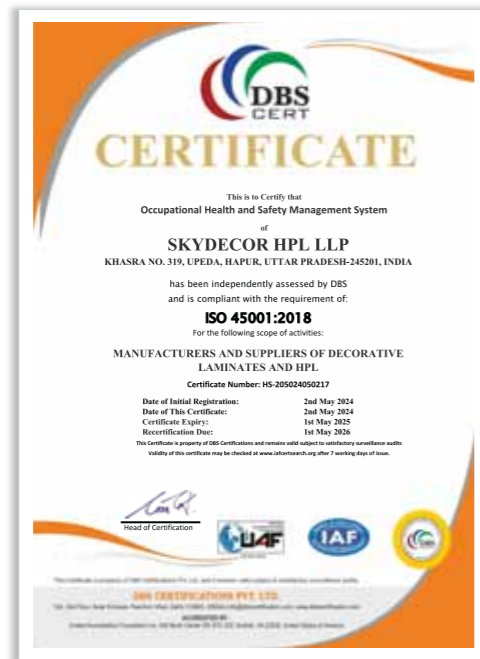 DBS
CERT
CERTIFICATE
This is to Certify that
Occupational Health and Safety Management System
of
SKYDECOR HPL LLP
KHASRA NO. 319, UPEDA, HAPUR, UTTAR PRADESH-245201, INDIA
has been independently assessed by DBS
and is compliant with the requirement of:
ISO 45001:2018
For the following scope of activities:
MANUFACTURERS AND SUPPLIERS OF DECORATIVE
LAMINATES AND HPL
Certificate Number: HS-205024050217
Date of Initial Registration: 2nd May 2024
Date of This Certificate: 2nd May 2024
Certificate Expiry: 1st May 2025
Recertification Due: 1st May 2026
This Certificate is property of DBS Certifications and remains valid subject to satisfactory surveillance audits
Validity of this certificate may be checked at www.iafcertsearch.org after 7 working days of issue.
Head of Certification
UAF
IAF
DBS CERTIFICATIONS PVT. LTD.